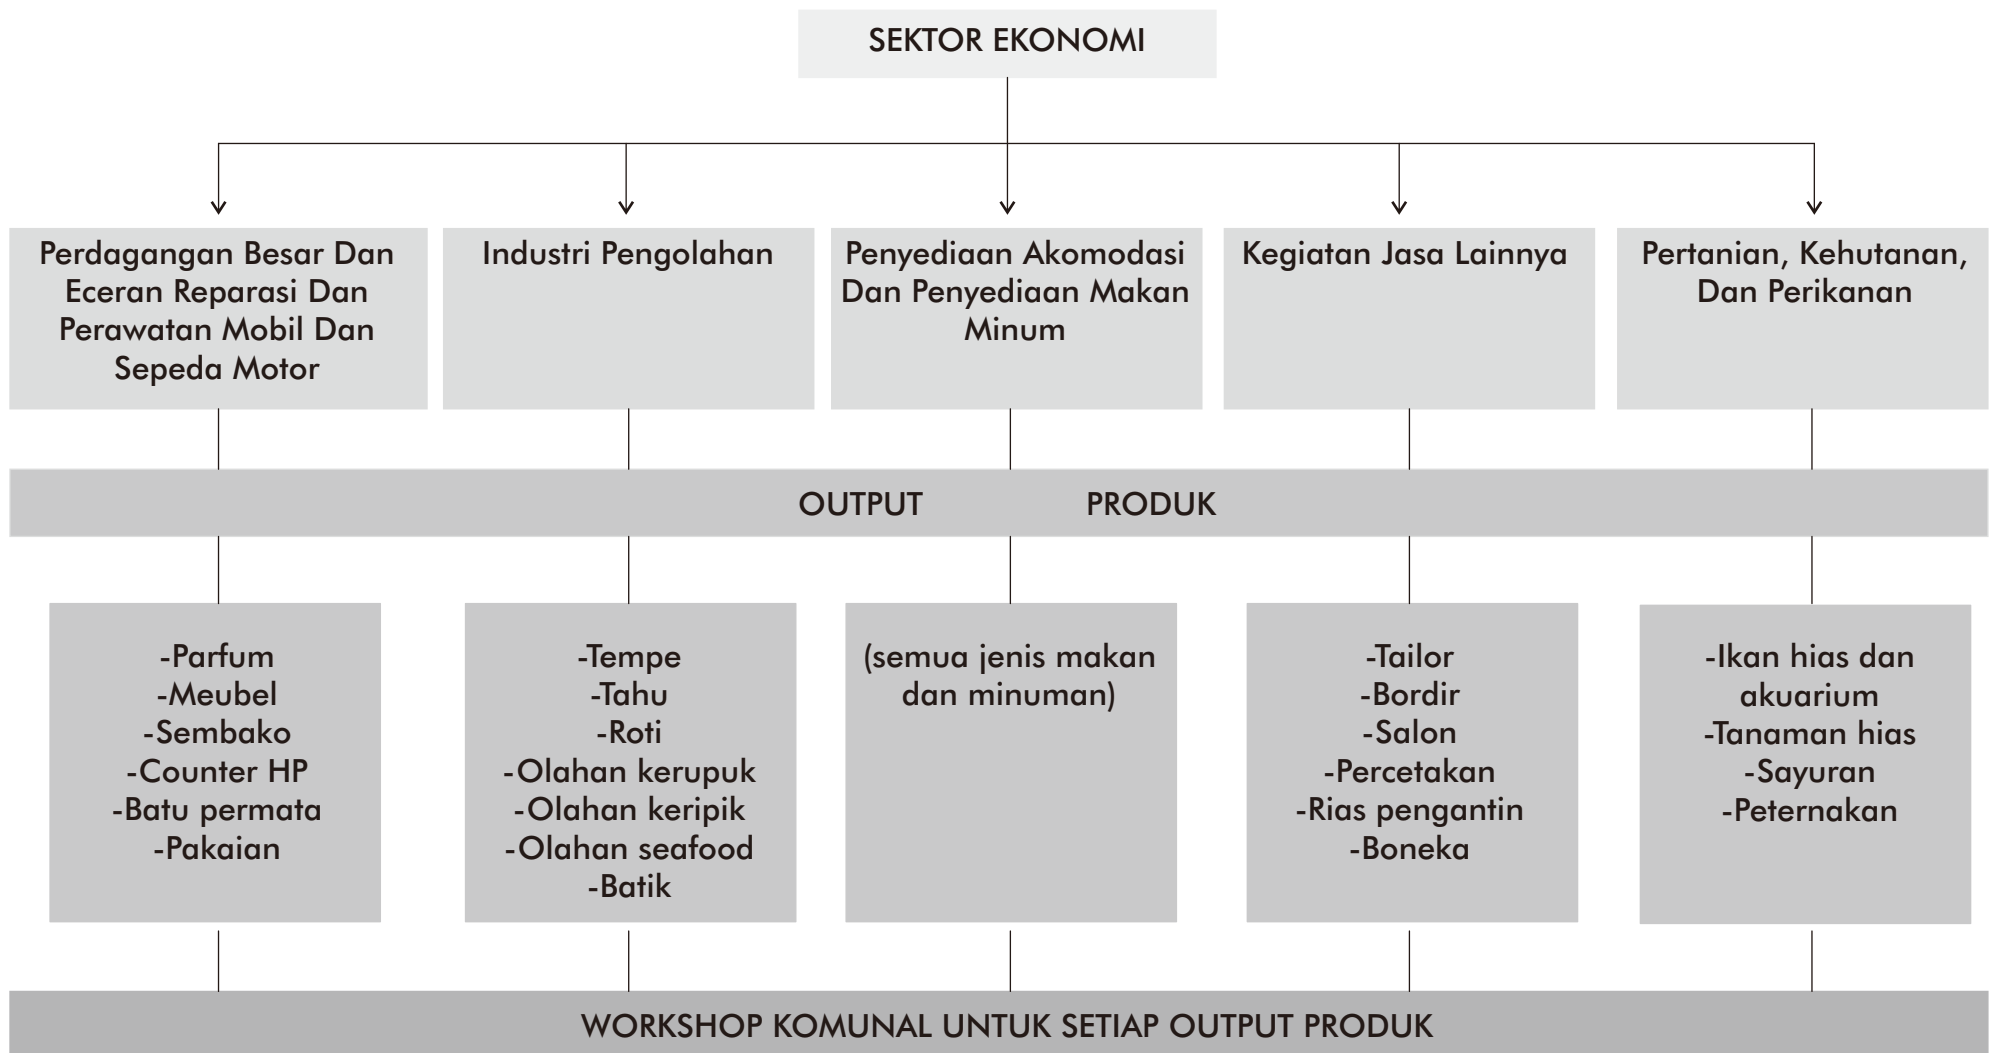 SEKTOR EKONOMI
Perdagangan Besar Dan
Eceran Reparasi Dan
Perawatan Mobil Dan
Sepeda Motor
Industri Pengolahan
Penyediaan Akomodasi
Dan Penyediaan Makan
Minum
Kegiatan Jasa Lainnya
Pertanian, Kehutanan,
Dan Perikanan
OUTPUT PRODUK
-Parfum
-Meubel
-Sembako
-Counter HP
-Batu permata
-Pakaian
-Tempe
-Tahu
-Roti
-Olahan kerupuk
-Olahan keripik
-Olahan seafood
-Batik
(semua jenis makan
dan minuman)
-Tailor
-Bordir
-Salon
-Percetakan
-Rias pengantin
-Boneka
-Ikan hias dan
akuarium
-Tanaman hias
-Sayuran
-Peternakan
WORKSHOP KOMUNAL UNTUK SETIAP OUTPUT PRODUK